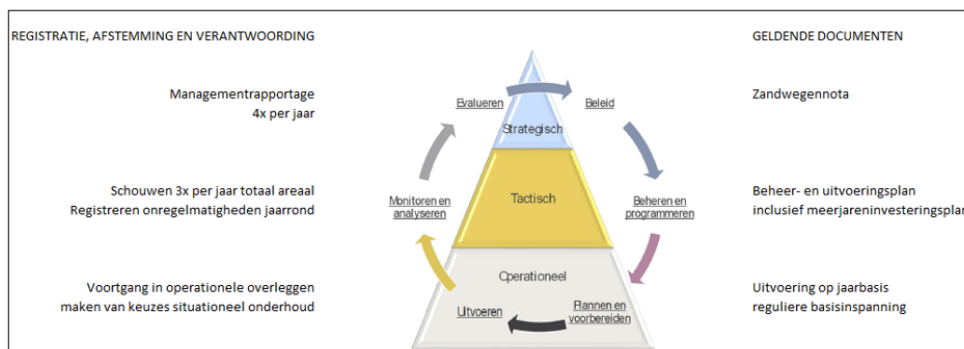 REGISTRATIE, AFSTEMMING EN VERANTWOORDING
GELDENDE DOCUMENTEN
Managementrapportage
4x per jaar
Evalueren
Beleid
Zandwegennota
Strategisch
Schouwen 3x per jaar totaal areaal
Registreren onregelmatigheden jaarrond
Monitoren en
analyseren
Tactisch
Beheren en
programmeren
Beheer- en uitvoeringsplan
inclusief meerjareninvesteringsplan
Operationeel
Voortgang in operationele overleggen
maken van keuzes situationeel onderhoud
Uitvoeren
Plannen en
voorbereiden
Uitvoering op jaarbasis
reguliere basisinspanning